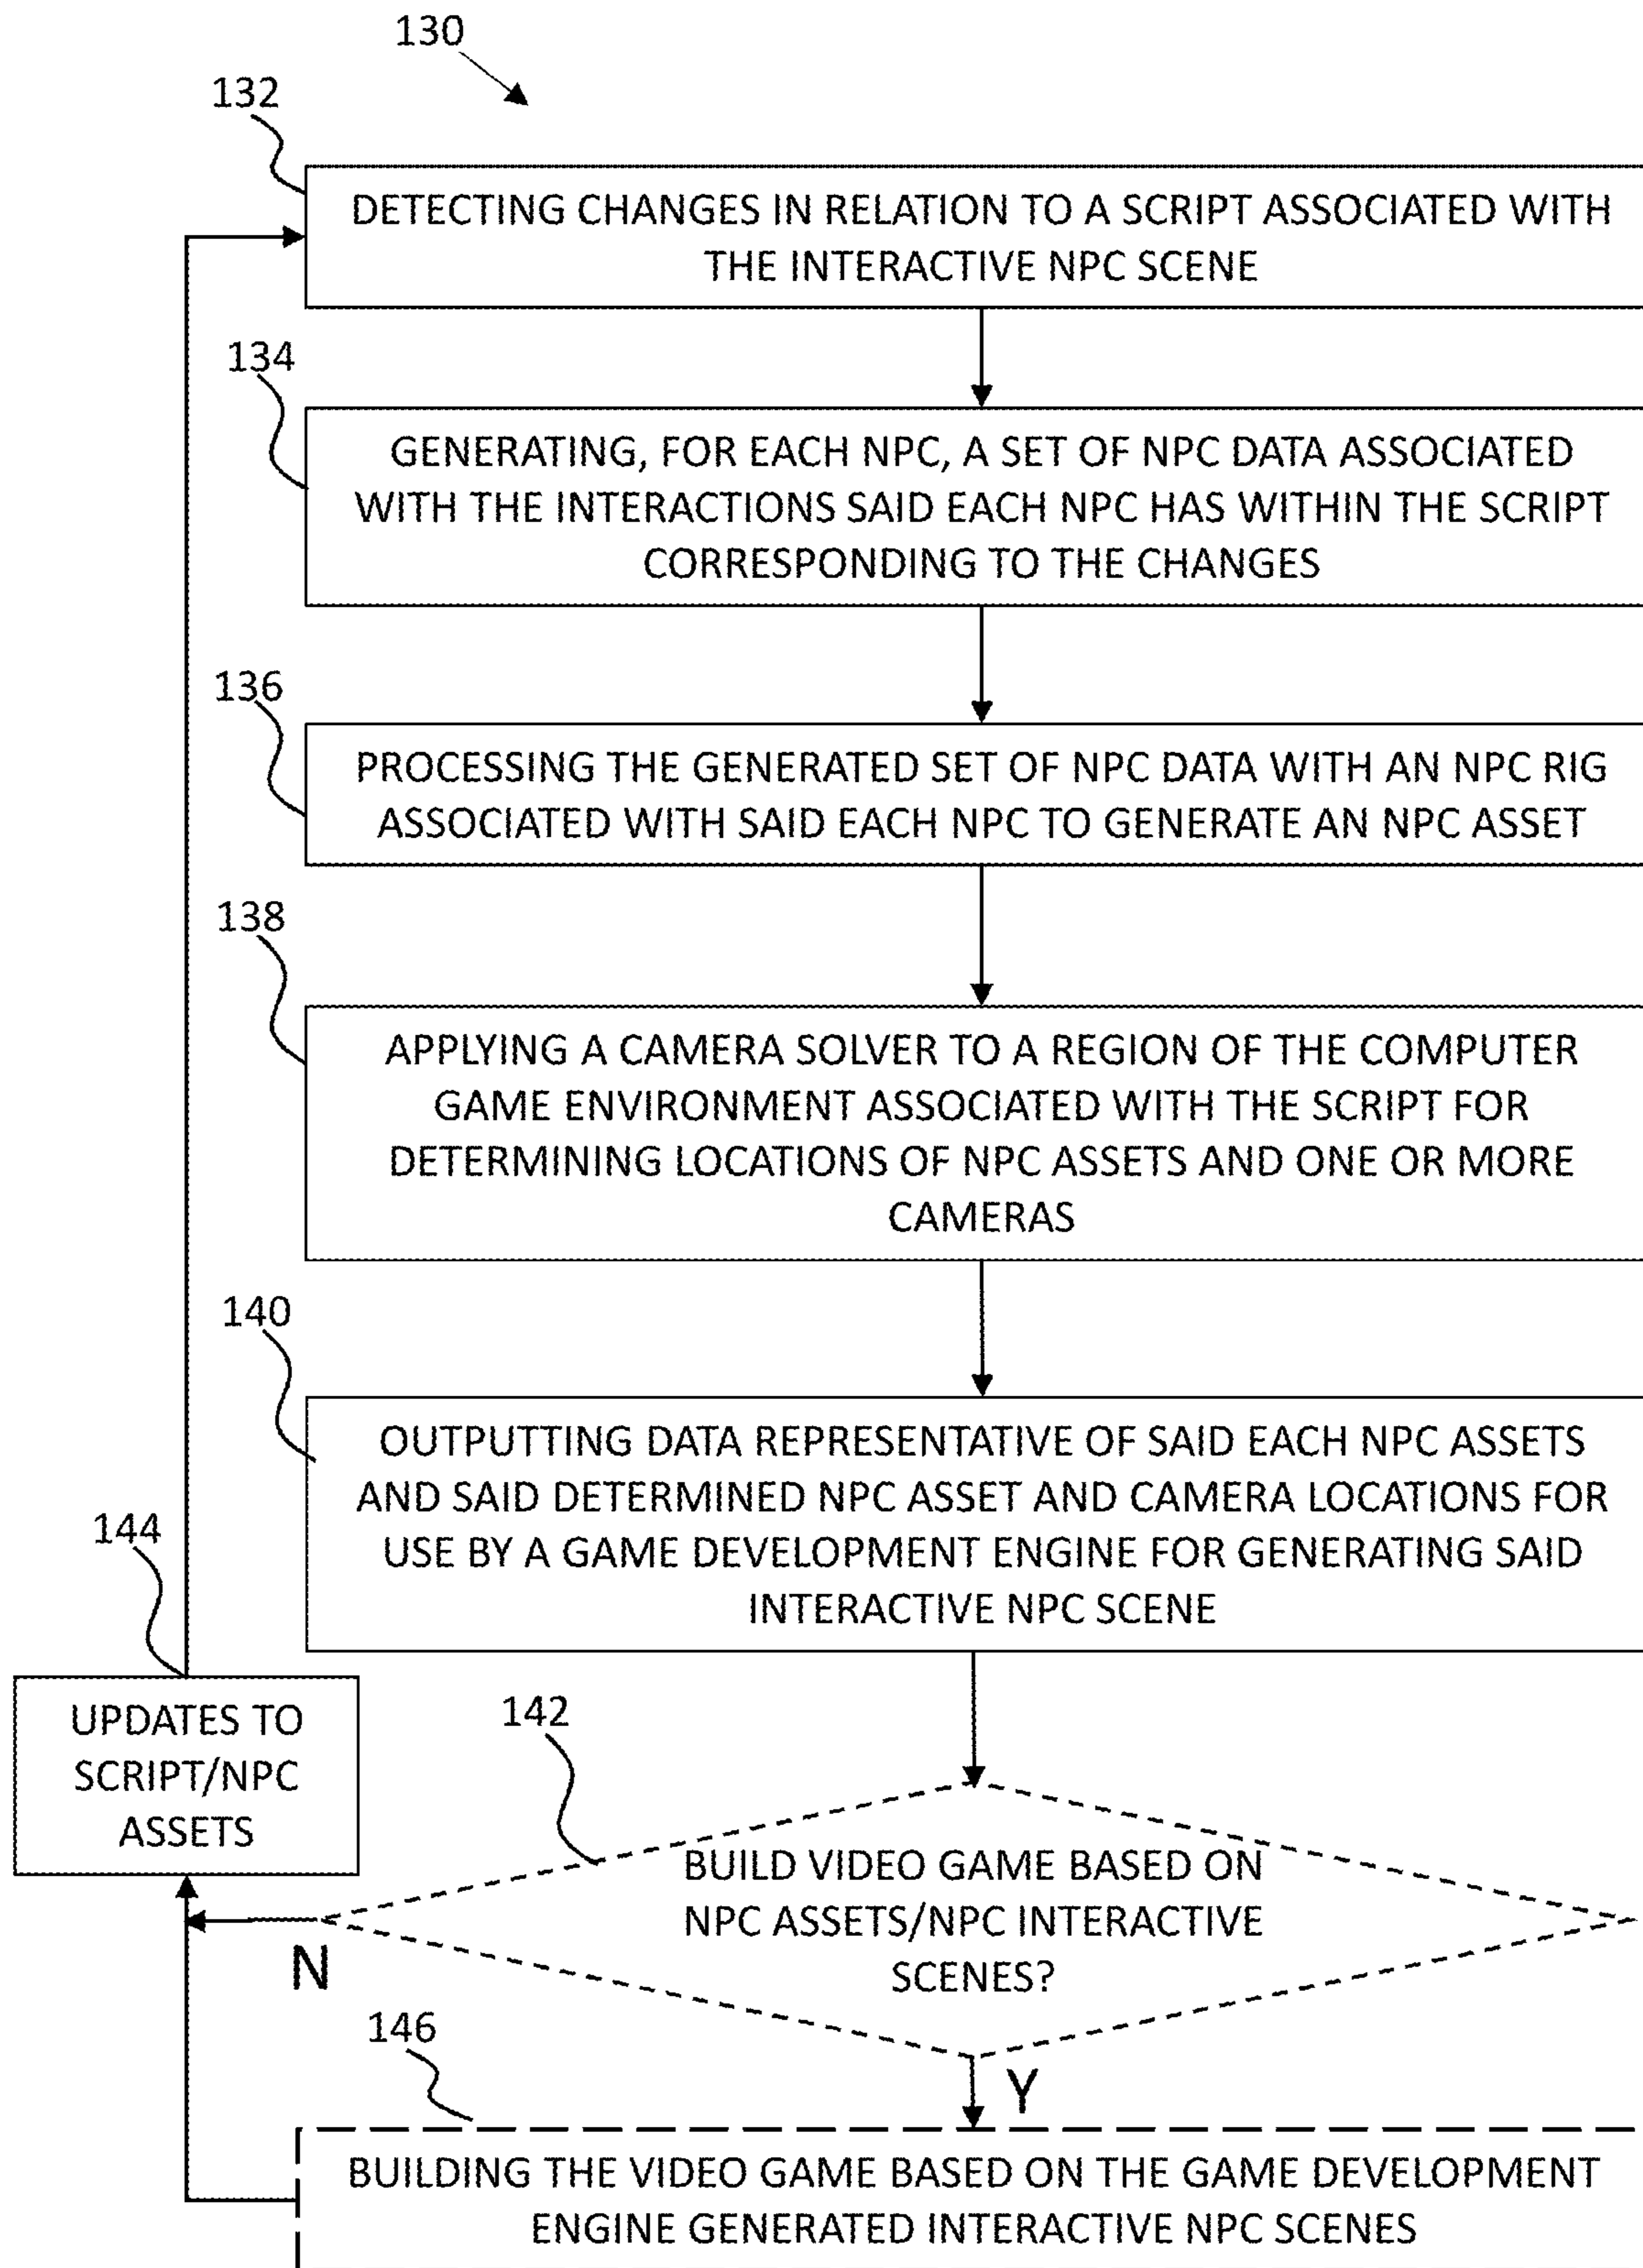 130
132
DETECTING CHANGES IN RELATION TO A SCRIPT ASSOCIATED WITH
THE INTERACTIVE NPC SCENE
134
GENERATING, FOR EACH NPC, A SET OF NPC DATA ASSOCIATED
WITH THE INTERACTIONS SAID EACH NPC HAS WITHIN THE SCRIPT
CORRESPONDING TO THE CHANGES
136
PROCESSING THE GENERATED SET OF NPC DATA WITH AN NPC RIG
ASSOCIATED WITH SAID EACH NPC TO GENERATE AN NPC ASSET
138
APPLYING A CAMERA SOLVER TO A REGION OF THE COMPUTER
GAME ENVIRONMENT ASSOCIATED WITH THE SCRIPT FOR
DETERMINING LOCATIONS OF NPC ASSETS AND ONE OR MORE
CAMERAS
140
OUTPUTTING DATA REPRESENTATIVE OF SAID EACH NPC ASSETS
AND SAID DETERMINED NPC ASSET AND CAMERA LOCATIONS FOR
USE BY A GAME DEVELOPMENT ENGINE FOR GENERATING SAID
INTERACTIVE NPC SCENE
144
UPDATES TO
SCRIPT/NPC
ASSETS
142
BUILD VIDEO GAME BASED ON
NPC ASSETS/NPC INTERACTIVE
SCENES?
N
Y
146
BUILDING THE VIDEO GAME BASED ON THE GAME DEVELOPMENT
ENGINE GENERATED INTERACTIVE NPC SCENES